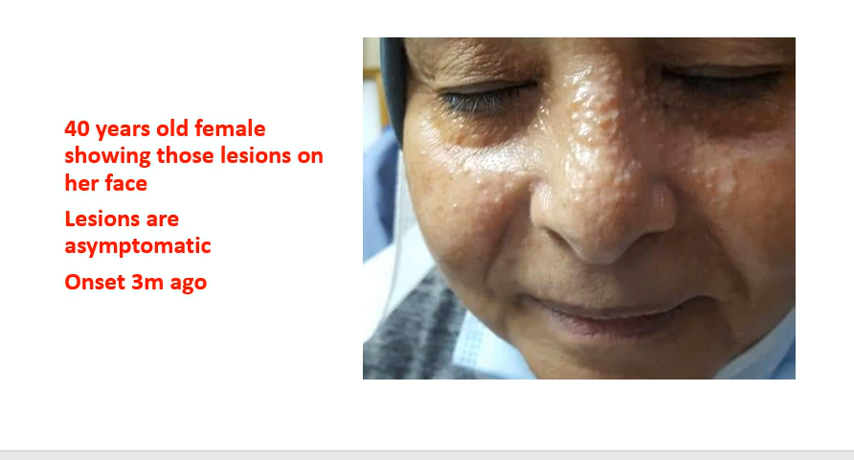 40 years old female
showing those lesions on
her face
Lesions are
asymptomatic
Onset 3m ago